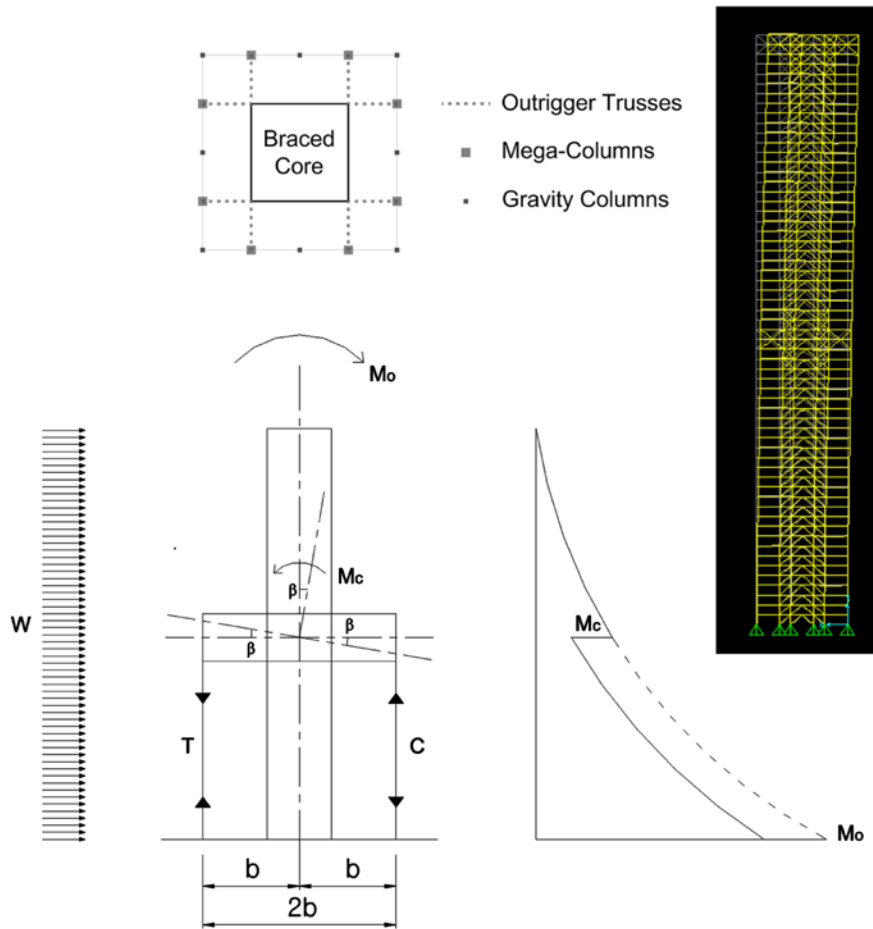 Braced
Core
Outrigger Trusses
Mega-Columns
Gravity Columns
Mo
W
Mc
β
β
β
T
C
b
b
2b
Mc
Mo